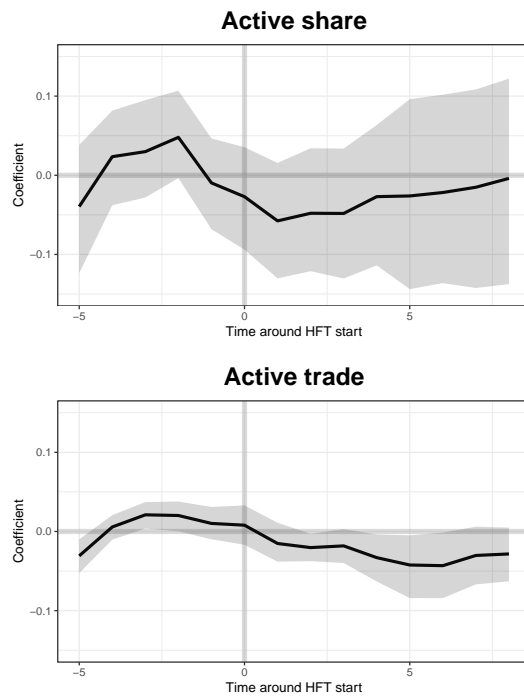 Active share
0.1
0.0
−0.1
Coefficient
−5
0
5
Time around HFT start
Active trade
0.1
0.0
−0.1
Coefficient
−5
0
5
Time around HFT start